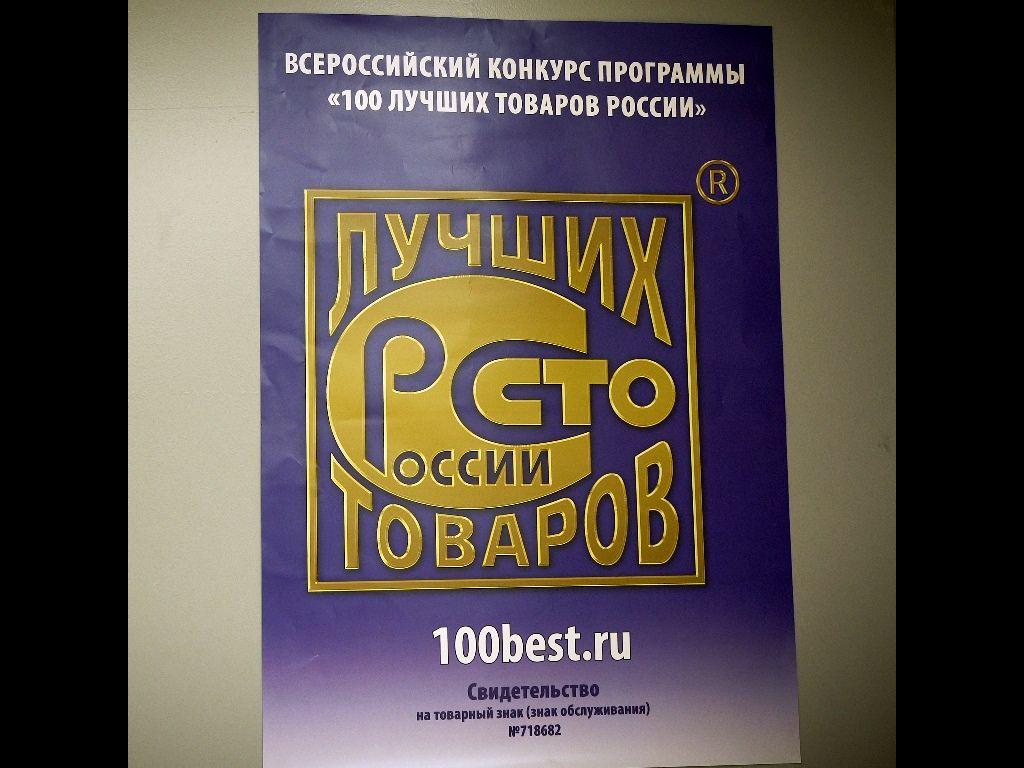 ВСЕРОССИЙСКИЙ КОНКУРС ПРОГРАММЫ
«100 ЛУЧШИХ ТОВАРОВ РОССИИ»
®
ЛУЧШИХ
СТО
РОССИИ
ТОВАРОВ
100best.ru
Свидетельство
на товарный знак (знак обслуживания)
№718682